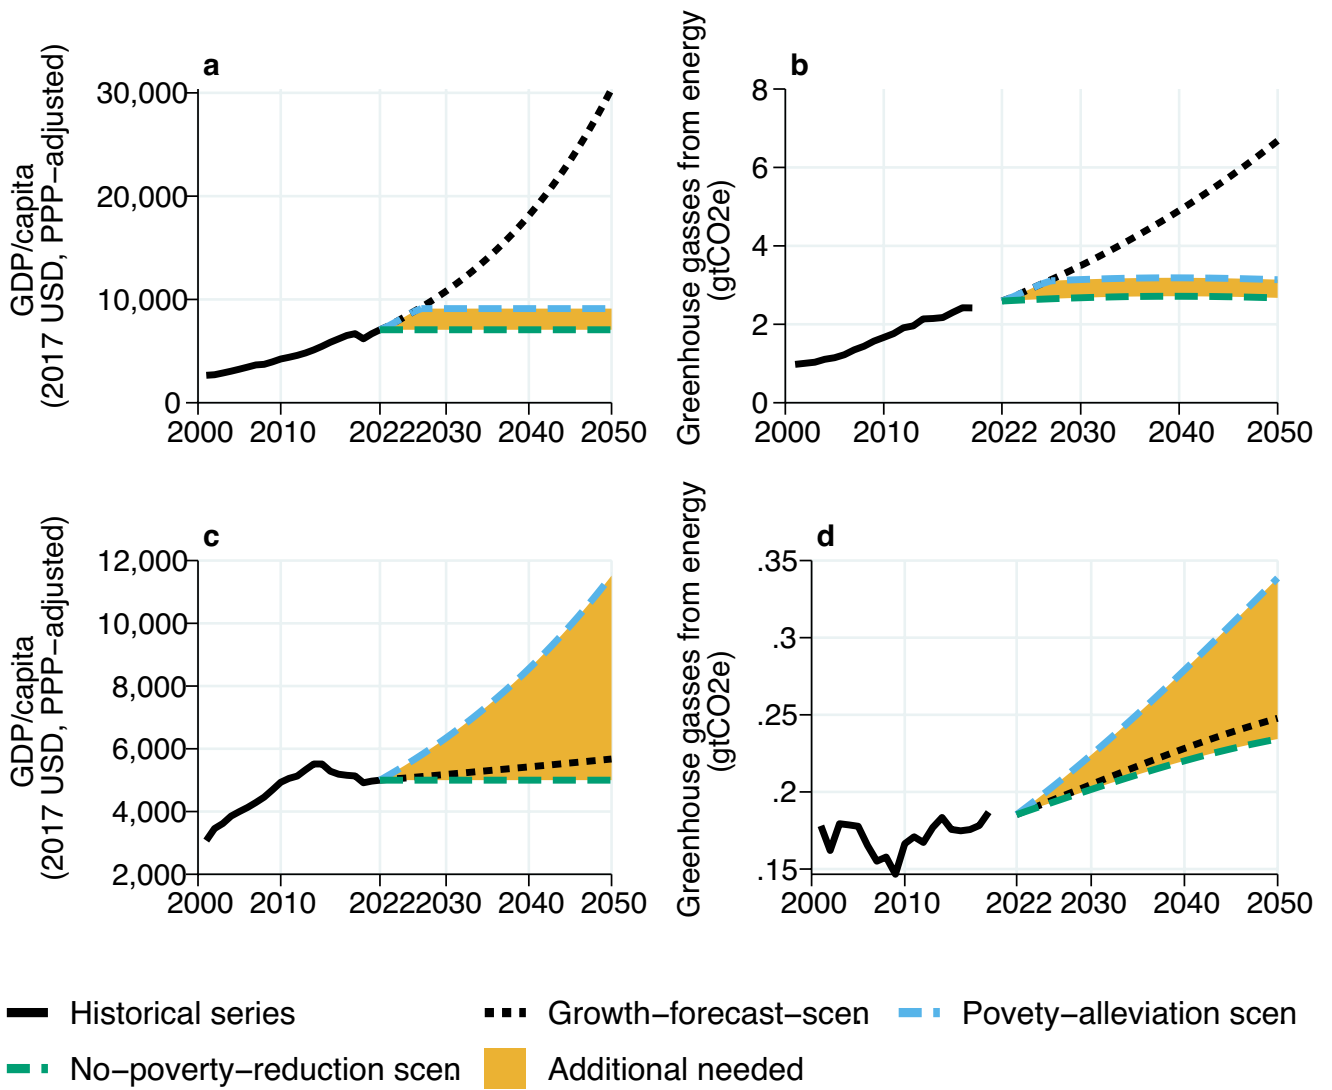 a
GDP/capita
(2017 USD, PPP−adjusted)
30,000
20,000
10,000
0
2000 2010 2022 2030 2040 2050
b
Greenhouse gasses from energy
(gtCO2e)
8
6
4
2
0
2000 2010 2022 2030 2040 2050
c
GDP/capita
(2017 USD, PPP−adjusted)
12,000
10,000
8,000
6,000
4,000
2,000
2000 2010 2022 2030 2040 2050
d
Greenhouse gasses from energy
(gtCO2e)
.35
.3
.25
.2
.15
2000 2010 2022 2030 2040 2050
Historical series Growth−forecast−scen. Povety−alleviation scen
No−poverty−reduction scen. Additional needed